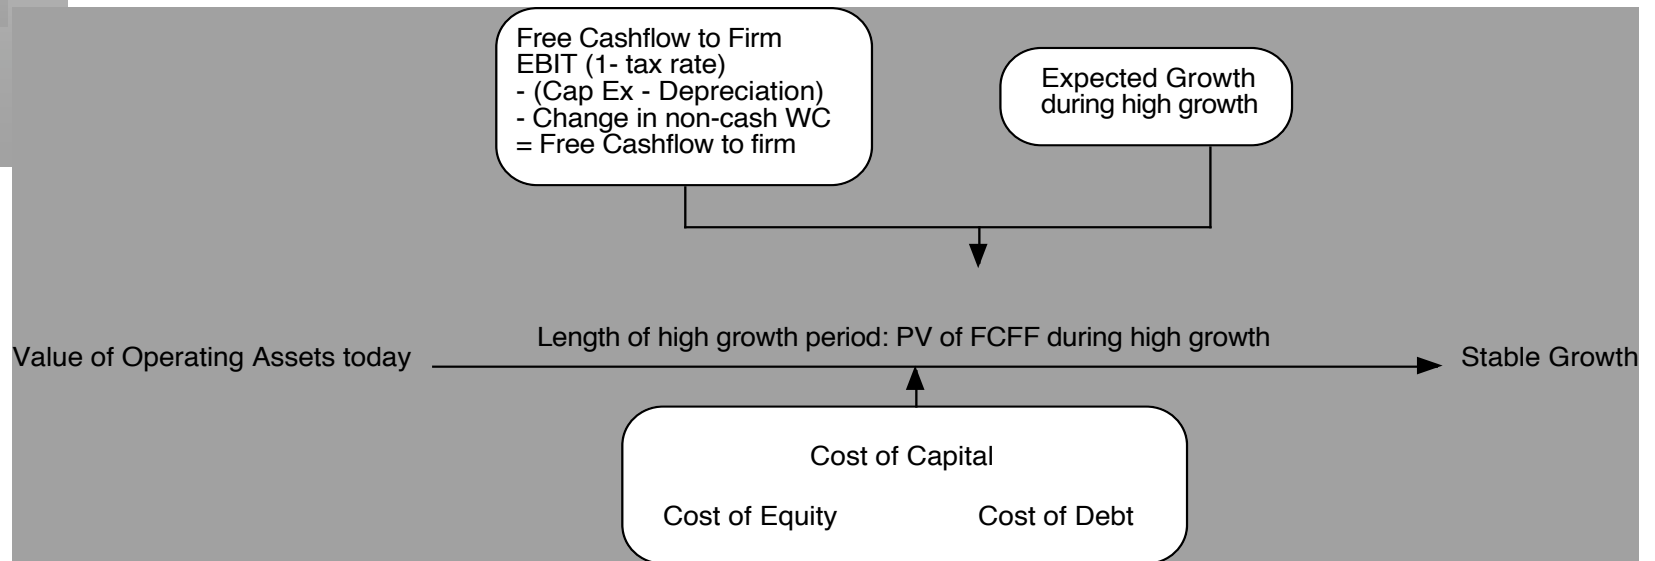 Free Cashflow to Firm
EBIT (1- tax rate)
- (Cap Ex - Depreciation)
- Change in non-cash WC
= Free Cashflow to firm
Expected Growth
during high growth
Length of high growth period: PV of FCFF during high growth
Value of Operating Assets today
Stable Growth
Cost of Capital
Cost of Equity
Cost of Debt